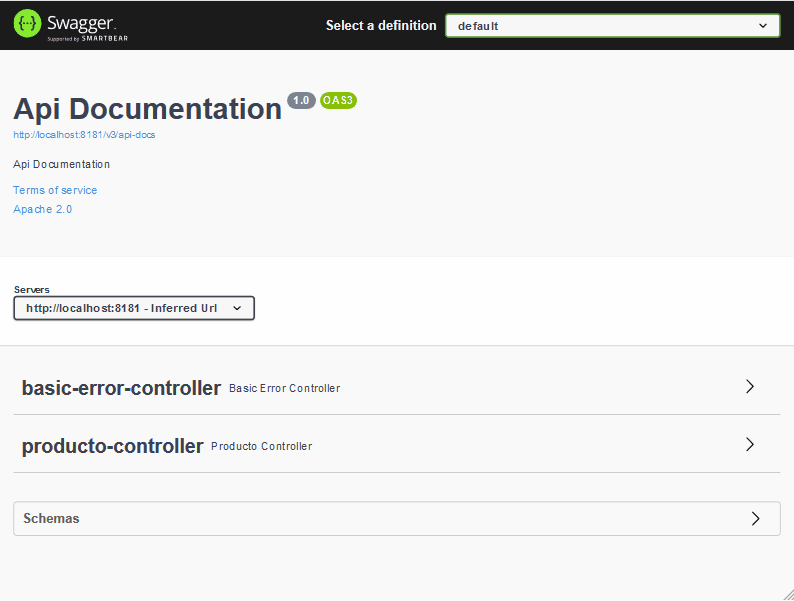 Swagger.
Supported by SMARTBEAR
Select a definition
default
Api Documentation 1.0 OAS3
http://localhost:8181/v3/api-docs
Api Documentation
Terms of service
Apache 2.0
Servers
http://localhost:8181 - Inferred Url
basic-error-controller Basic Error Controller
producto-controller Producto Controller
Schemas